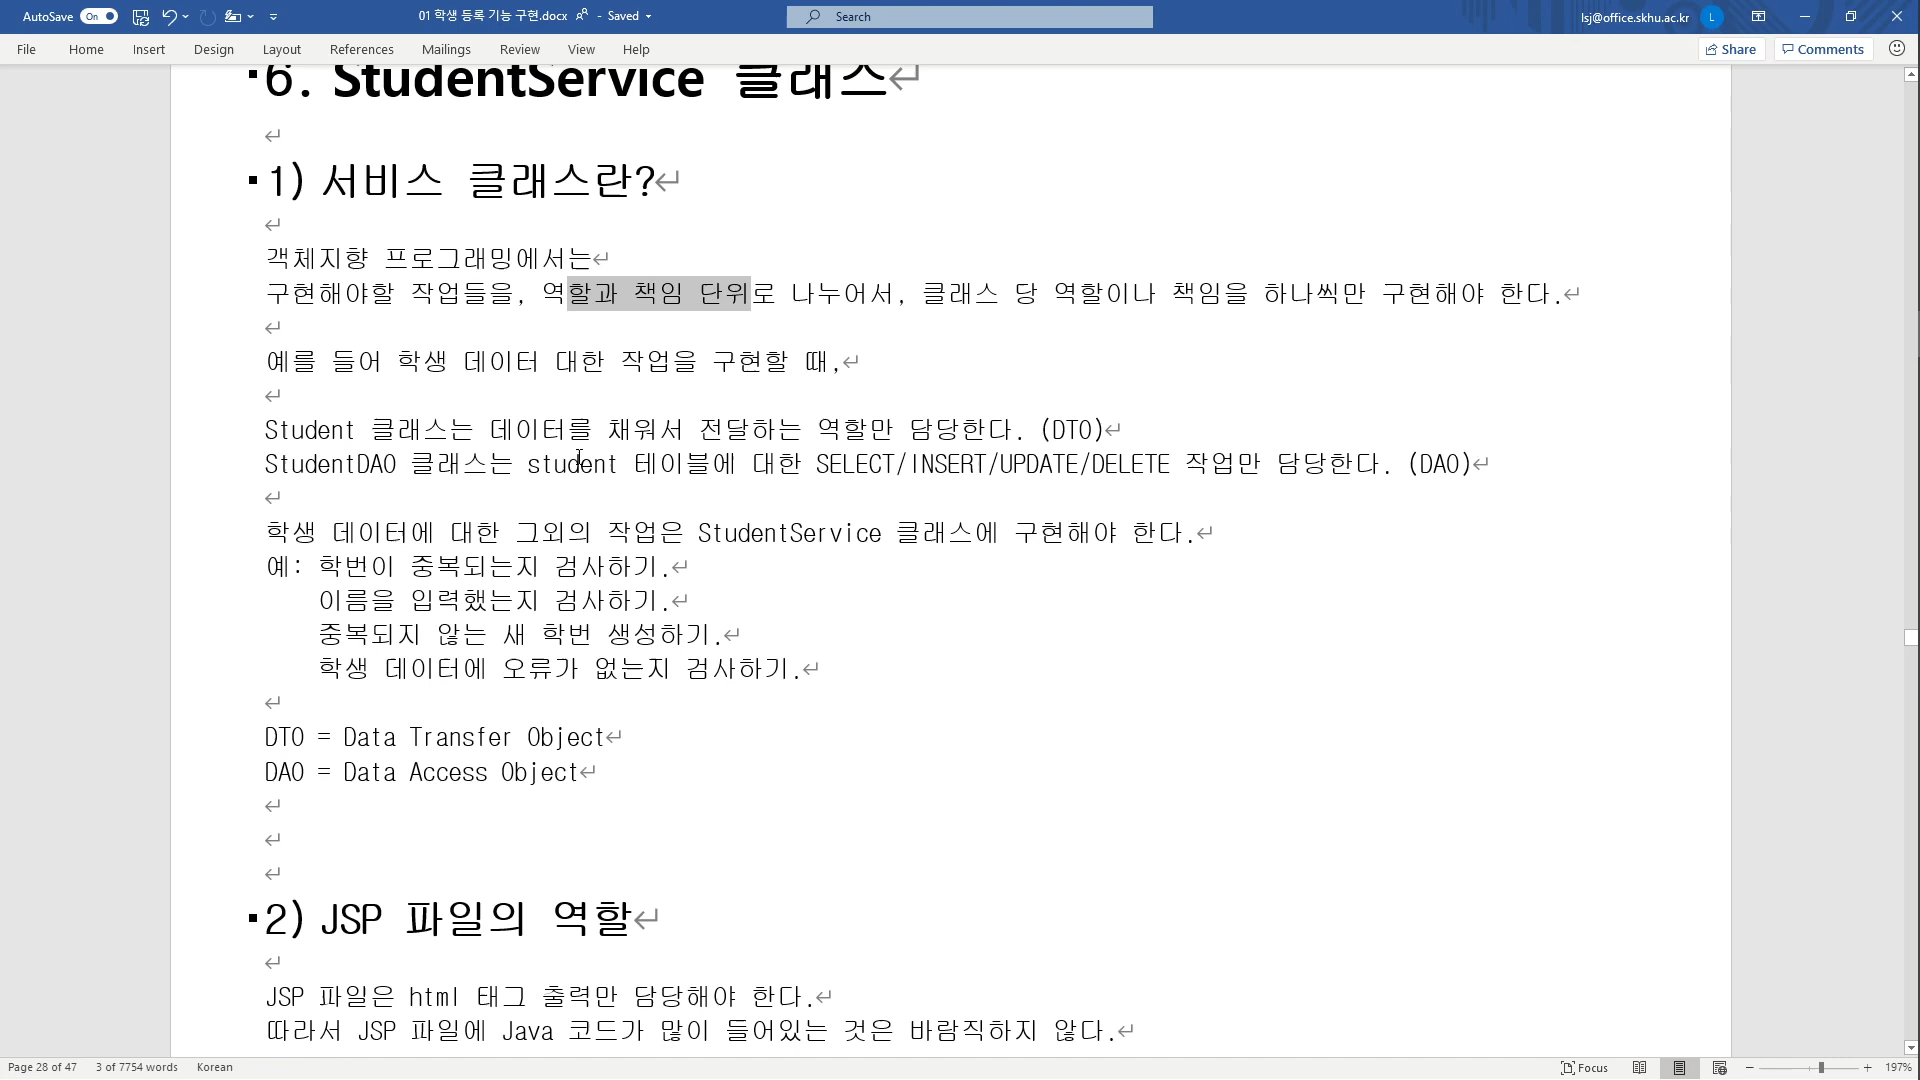 AutoSave On 01 학생 등록 기능 구현.docx - Saved Search lsj@office.skhu.ac.kr L
File Home Insert Design Layout References Mailings Review View Help Share Comments
6. StudentService 클래스
1) 서비스 클래스란?
객체지향 프로그래밍에서는
구현해야할 작업들을, 역할과 책임 단위로 나누어서, 클래스 당 역할이나 책임을 하나씩만 구현해야 한다.
예를 들어 학생 데이터 대한 작업을 구현할 때,
Student 클래스는 데이터를 채워서 전달하는 역할만 담당한다. (DTO)
StudentDAO 클래스는 student 테이블에 대한 SELECT/INSERT/UPDATE/DELETE 작업만 담당한다. (DAO)
학생 데이터에 대한 그외의 작업은 StudentService 클래스에 구현해야 한다.
예: 학번이 중복되는지 검사하기.
이름을 입력했는지 검사하기.
중복되지 않는 새 학번 생성하기.
학생 데이터에 오류가 없는지 검사하기.
DTO = Data Transfer Object
DAO = Data Access Object
2) JSP 파일의 역할
JSP 파일은 html 태그 출력만 담당해야 한다.
따라서 JSP 파일에 Java 코드가 많이 들어있는 것은 바람직하지 않다.
Page 28 of 47 3 of 7754 words Korean Focus 197%